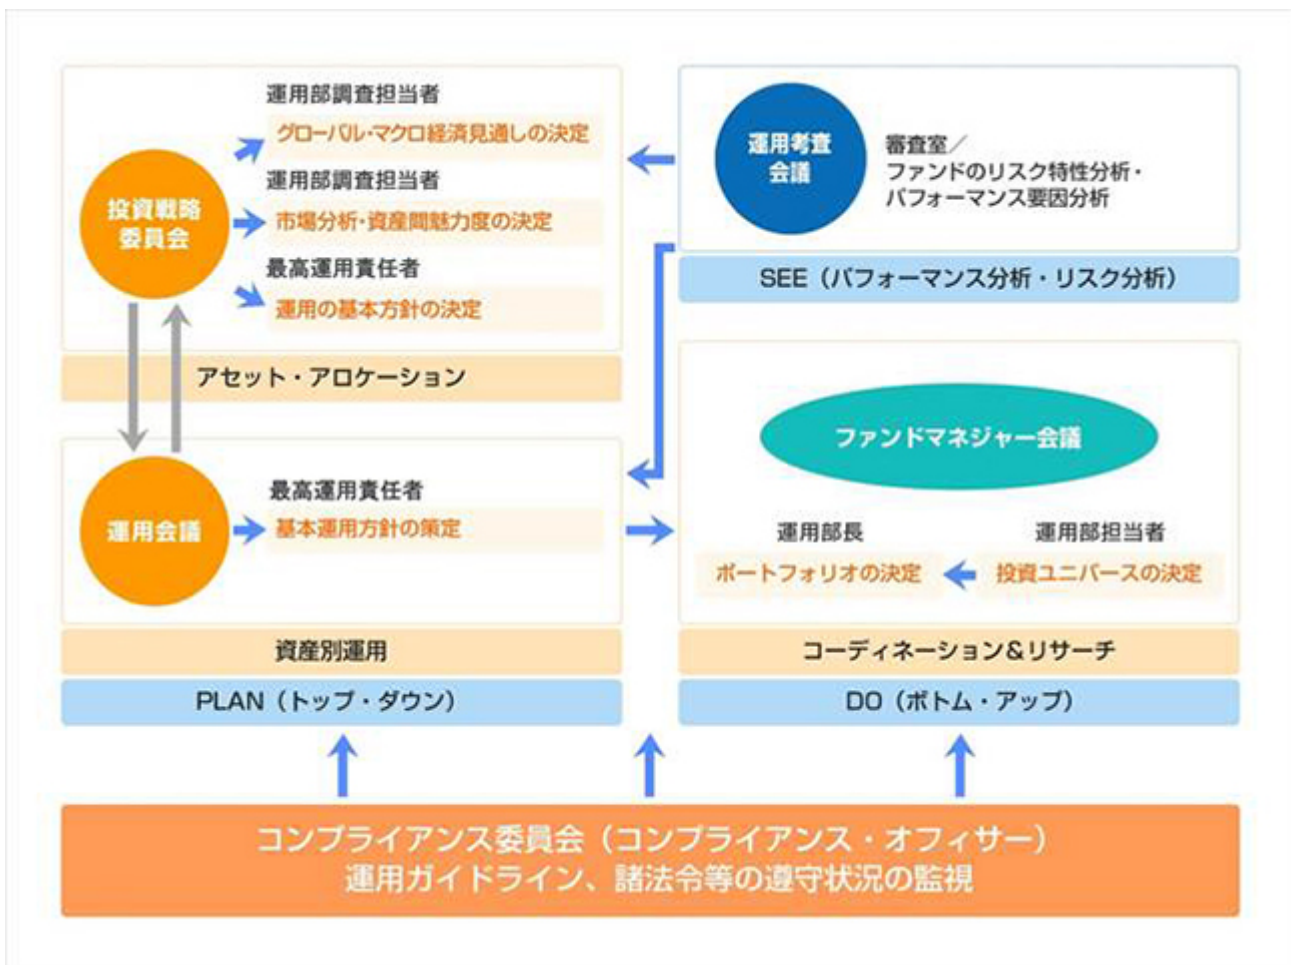 運用部調査担当者
グローバル・マクロ経済見通しの決定
投資戦略
委員会
運用部調査担当者
市場分析・資産間魅力度の決定
最高運用責任者
運用の基本方針の決定
アセット・アロケーション
運用考査
会議
審査室／
ファンドのリスク特性分析・
パフォーマンス要因分析
SEE（パフォーマンス分析・リスク分析）
運用会議
最高運用責任者
基本運用方針の策定
資産別運用
PLAN（トップ・ダウン）
ファンドマネジャー会議
運用部長
ポートフォリオの決定
運用部担当者
投資ユニバースの決定
コーディネーション＆リサーチ
DO（ボトム・アップ）
コンプライアンス委員会（コンプライアンス・オフィサー）
運用ガイドライン、諸法令等の遵守状況の監視